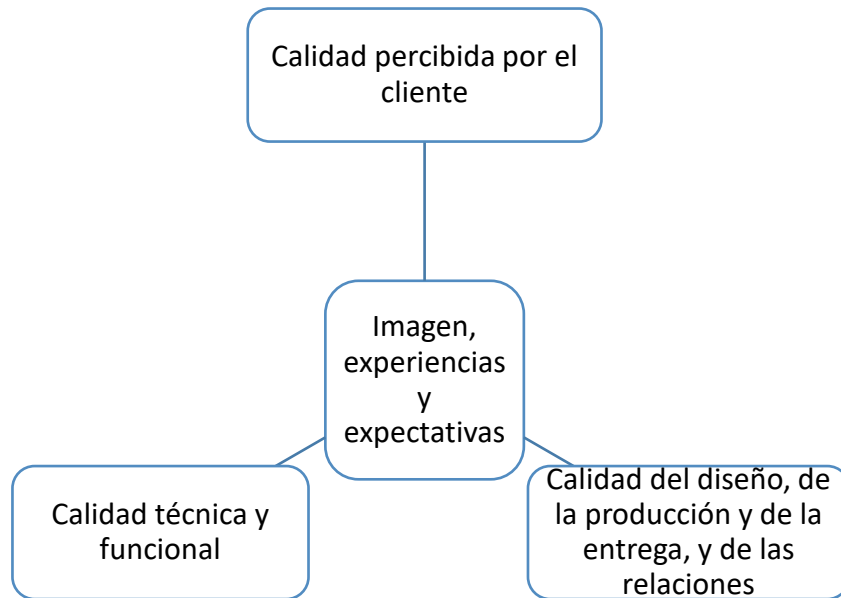 Calidad percibida por el
cliente
Imagen,
experiencias
y
expectativas
Calidad técnica y
funcional
Calidad del diseño, de
la producción y de la
entrega, y de las
relaciones